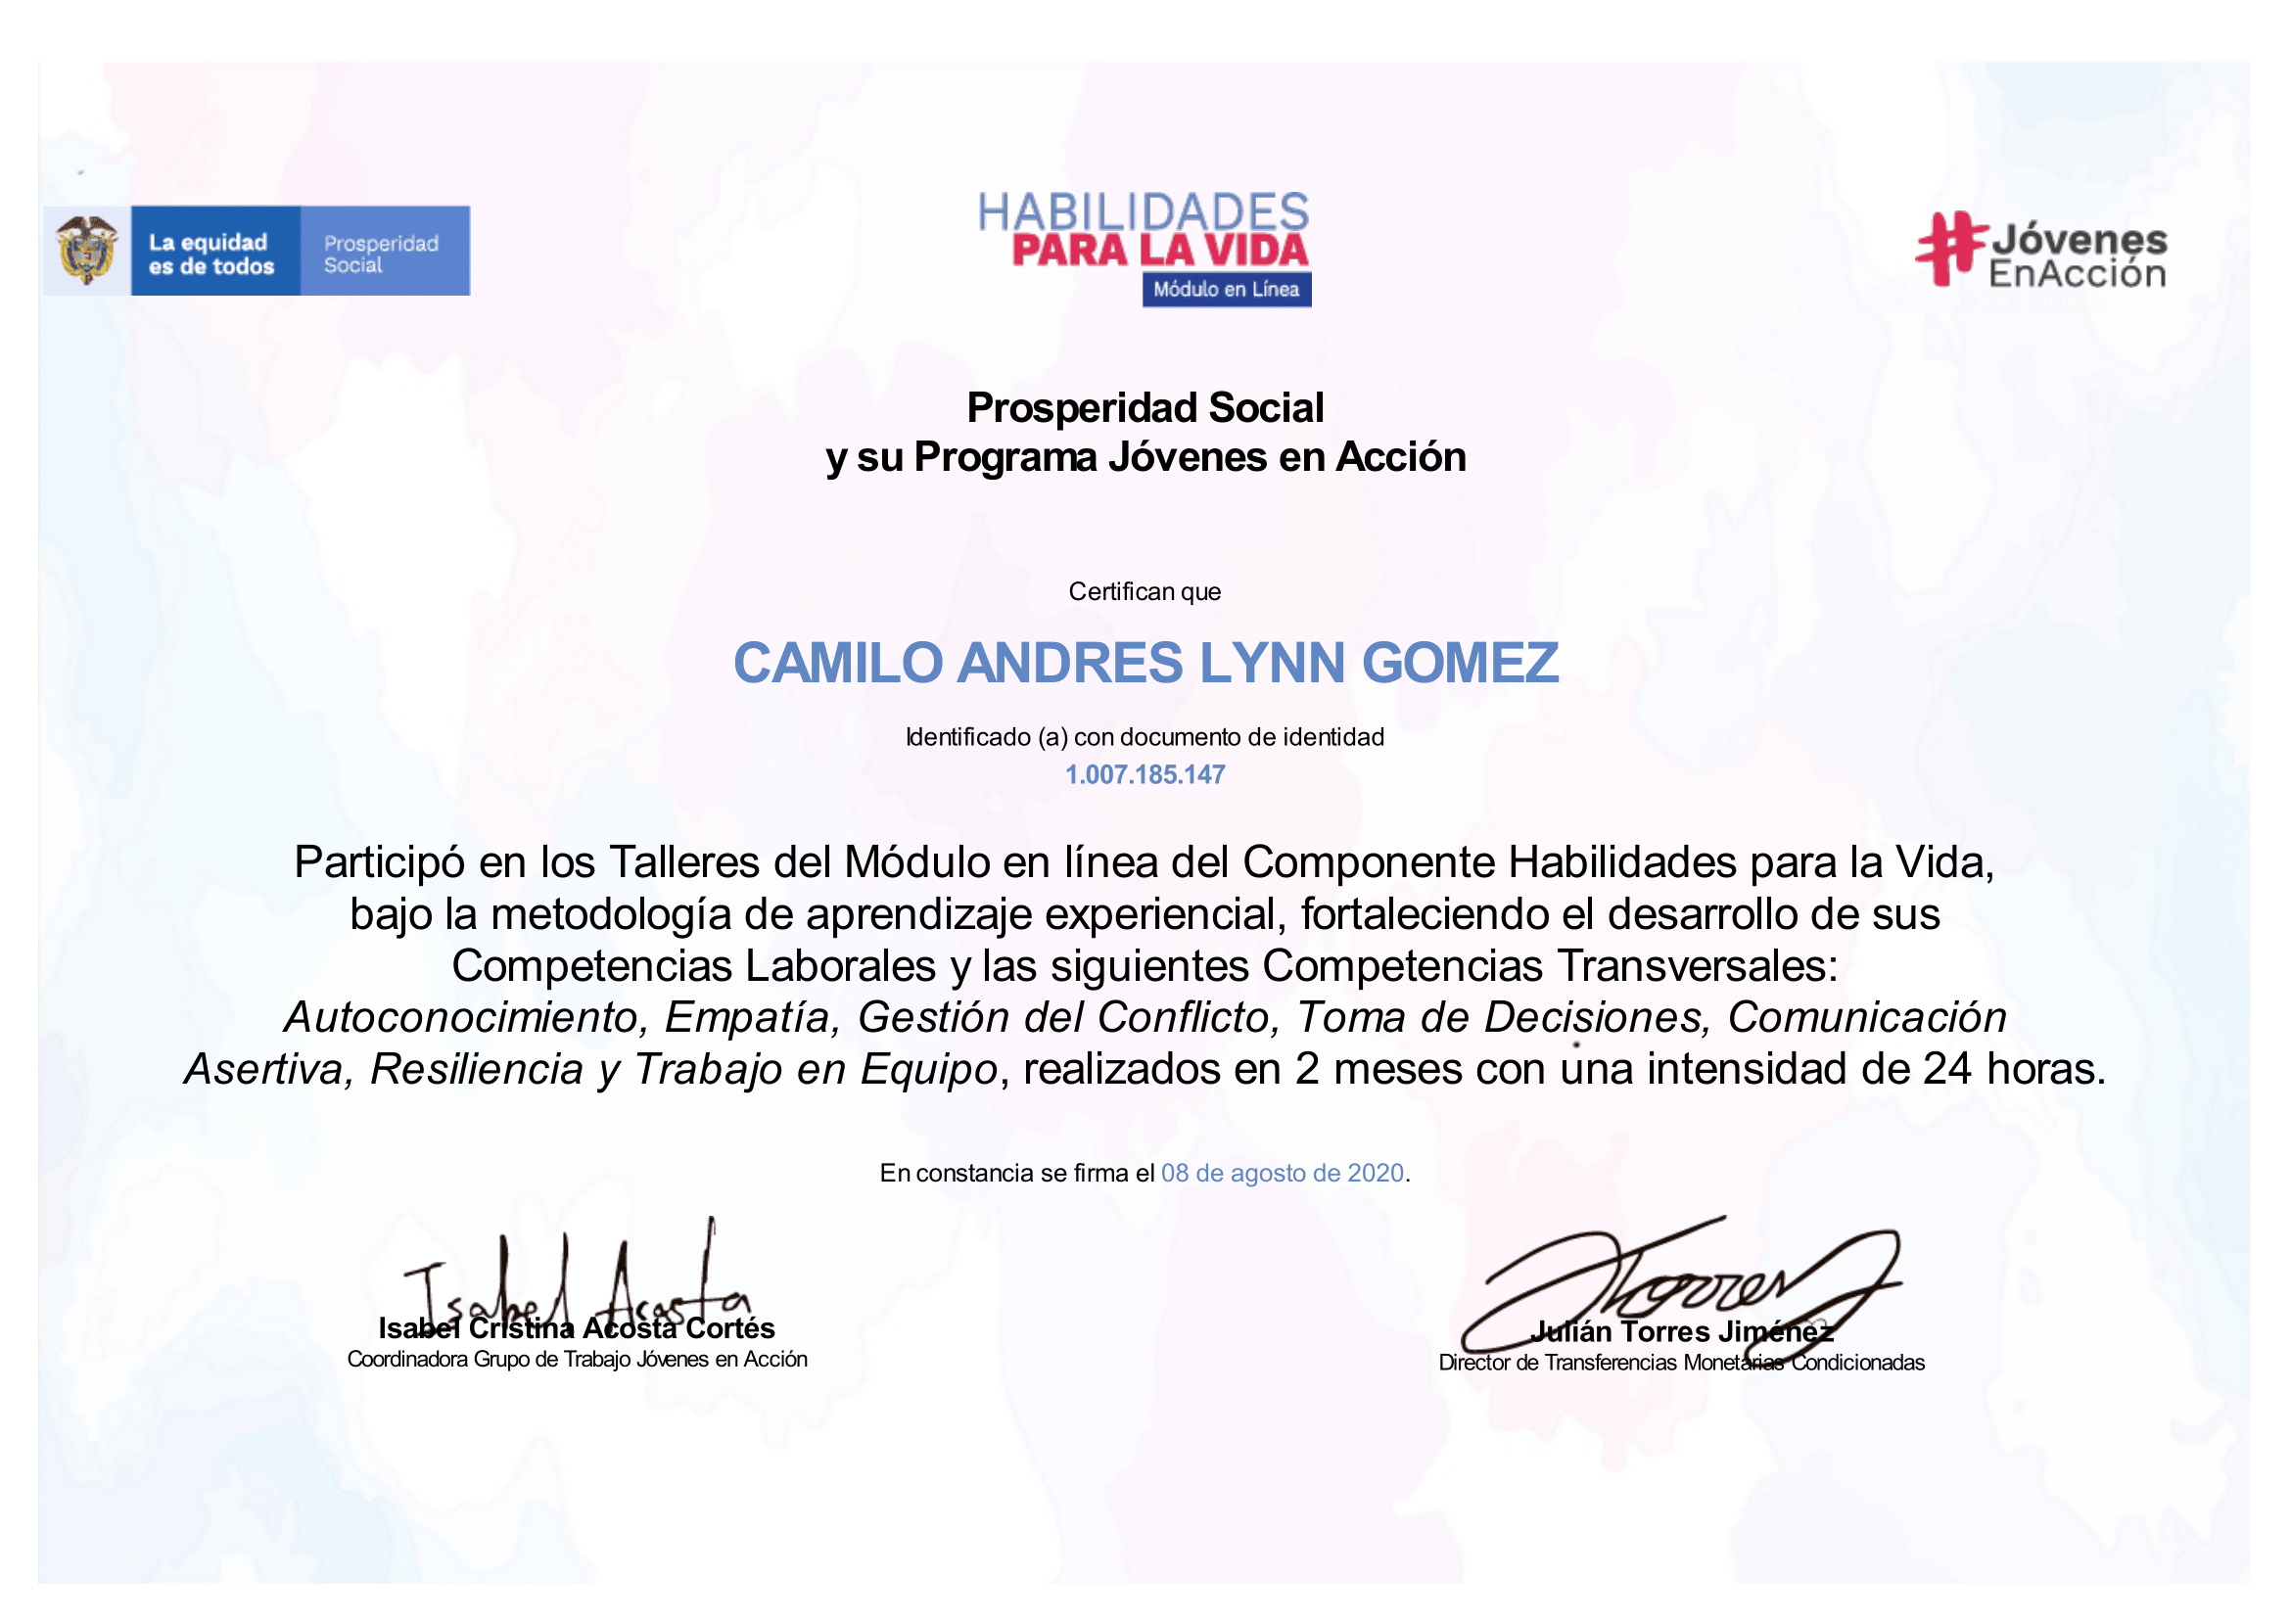 La equidad
es de todos
Prosperidad
Social
HABILIDADES
PARA LA VIDA
Módulo en Línea
#Jóvenes
EnAcción
Prosperidad Social
y su Programa Jóvenes en Acción
Certifican que
CAMILO ANDRES LYNN GOMEZ
Identificado (a) con documento de identidad
1.007.185.147
Participó en los Talleres del Módulo en línea del Componente Habilidades para la Vida,
bajo la metodología de aprendizaje experiencial, fortaleciendo el desarrollo de sus
Competencias Laborales y las siguientes Competencias Transversales:
Autoconocimiento, Empatía, Gestión del Conflicto, Toma de Decisiones, Comunicación
Asertiva, Resiliencia y Trabajo en Equipo, realizados en 2 meses con una intensidad de 24 horas.
En constancia se firma el 08 de agosto de 2020.
Isabel Acosta
Isabel Cristina Acosta Cortés
Coordinadora Grupo de Trabajo Jóvenes en Acción
JTorresJ
Julián Torres Jiménez
Director de Transferencias Monetarias Condicionadas